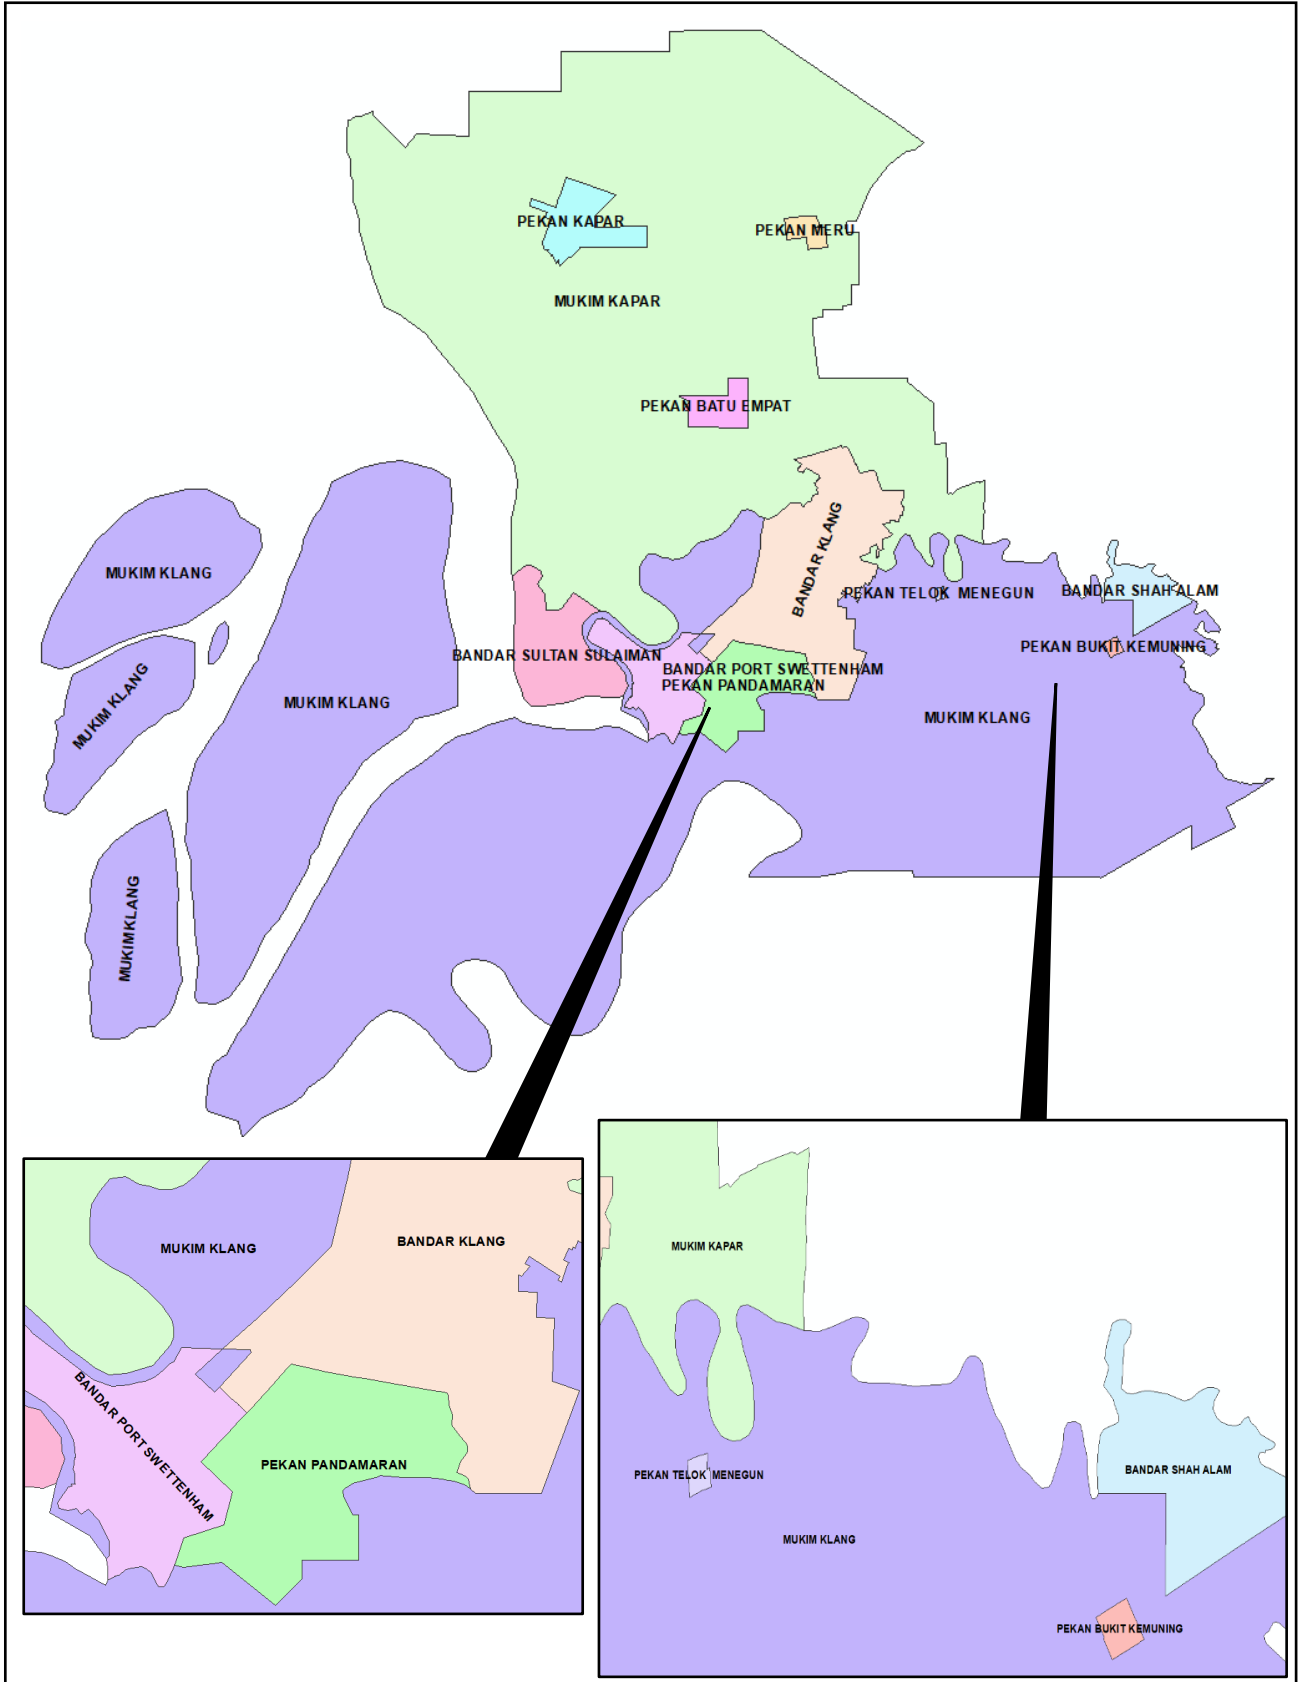 PEKAN KAPAR
PEKAN MERU
MUKIM KAPAR
PEKAN BATU EMPAT
BANDAR KLANG
MUKIM KLANG
PEKAN TELOK MENEGUN
BANDAR SHAH ALAM
PEKAN BUKIT KEMUNING
BANDAR SULTAN SULAIMAN
BANDAR PORT SWETTENHAM
PEKAN PANDAMARAN
MUKIM KLANG
MUKIM KLANG
MUKIM KLANG
MUKIMKLANG
MUKIM KLANG
BANDAR KLANG
BANDAR PORT SWETTENHAM
PEKAN PANDAMARAN
MUKIM KAPAR
PEKAN TELOK MENEGUN
BANDAR SHAH ALAM
MUKIM KLANG
PEKAN BUKIT KEMUNING